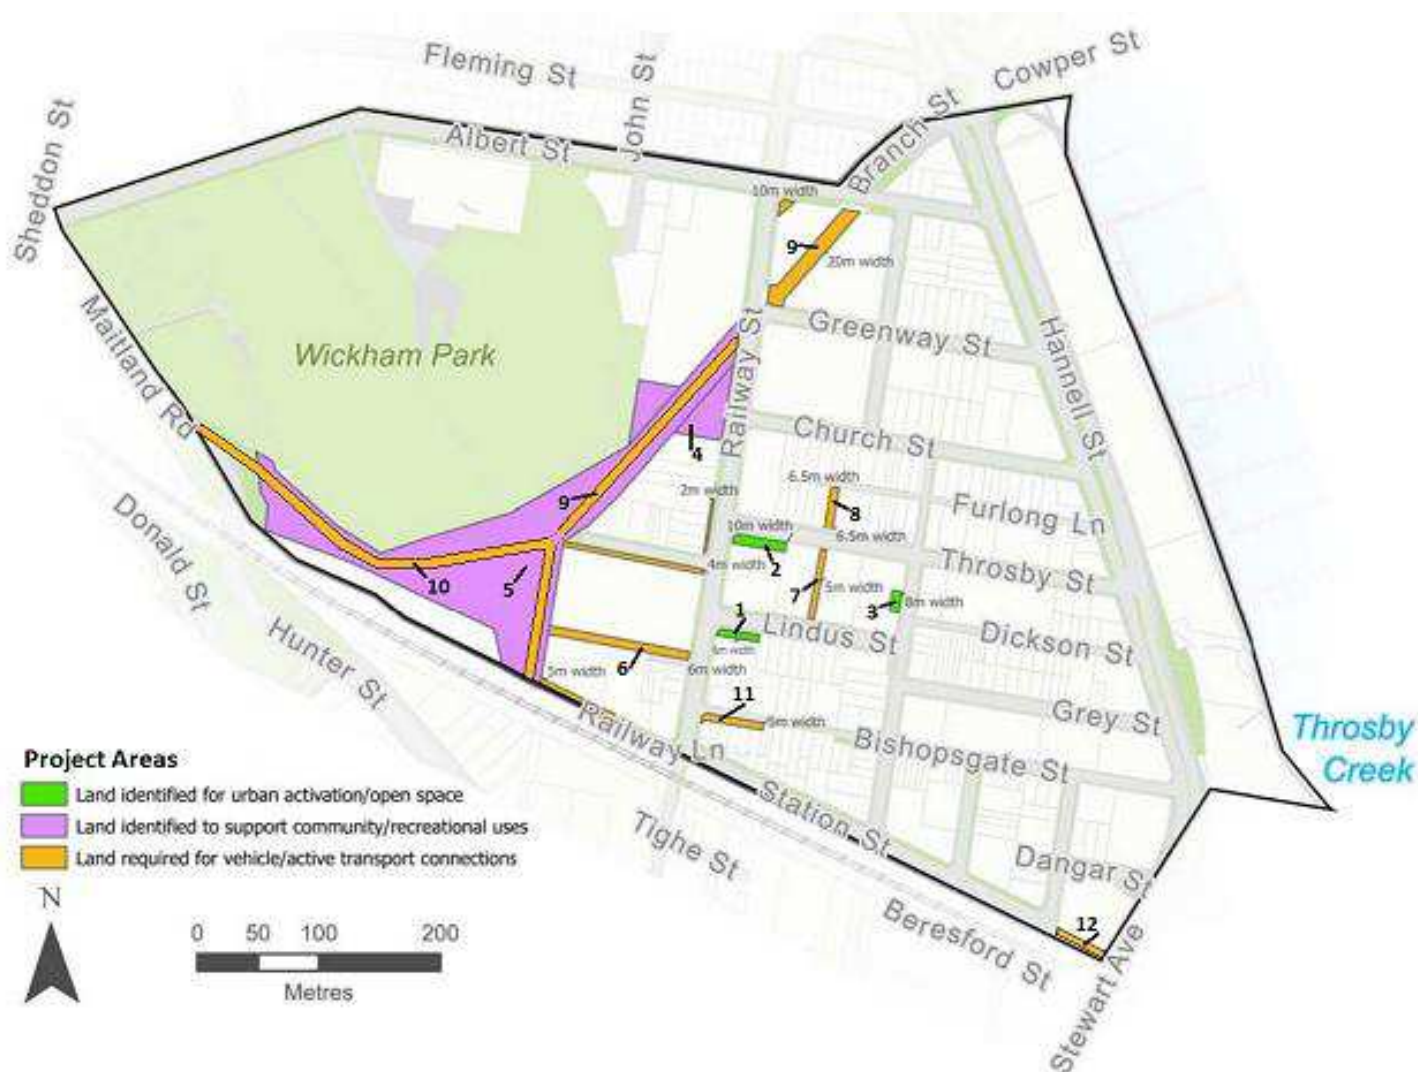 Cowper St
Fleming St
John St
Branch St
Sheddon St
Albert St
10m width
9
20m width
Hannell St
Greenway St
Wickham Park
Railway St
Maitland Rd
Church St
4
6.5m width
2m width
9
8
Furlong Ln
10m width
6.5m width
Donald St
2
4m width
Throsby St
10
5
7
5m width
3
8m width
1
Lindus St
Dickson St
6m width
Hunter St
6
5m width
6m width
11
6m width
Grey St
Railway Ln
Bishopsgate St
Throsby
Creek
Station St
Tighe St
Dangar St
Beresford St
12
Stewart Ave
Project Areas
Land identified for urban activation/open space
Land identified to support community/recreational uses
Land required for vehicle/active transport connections
N
0 50 100 200
Metres